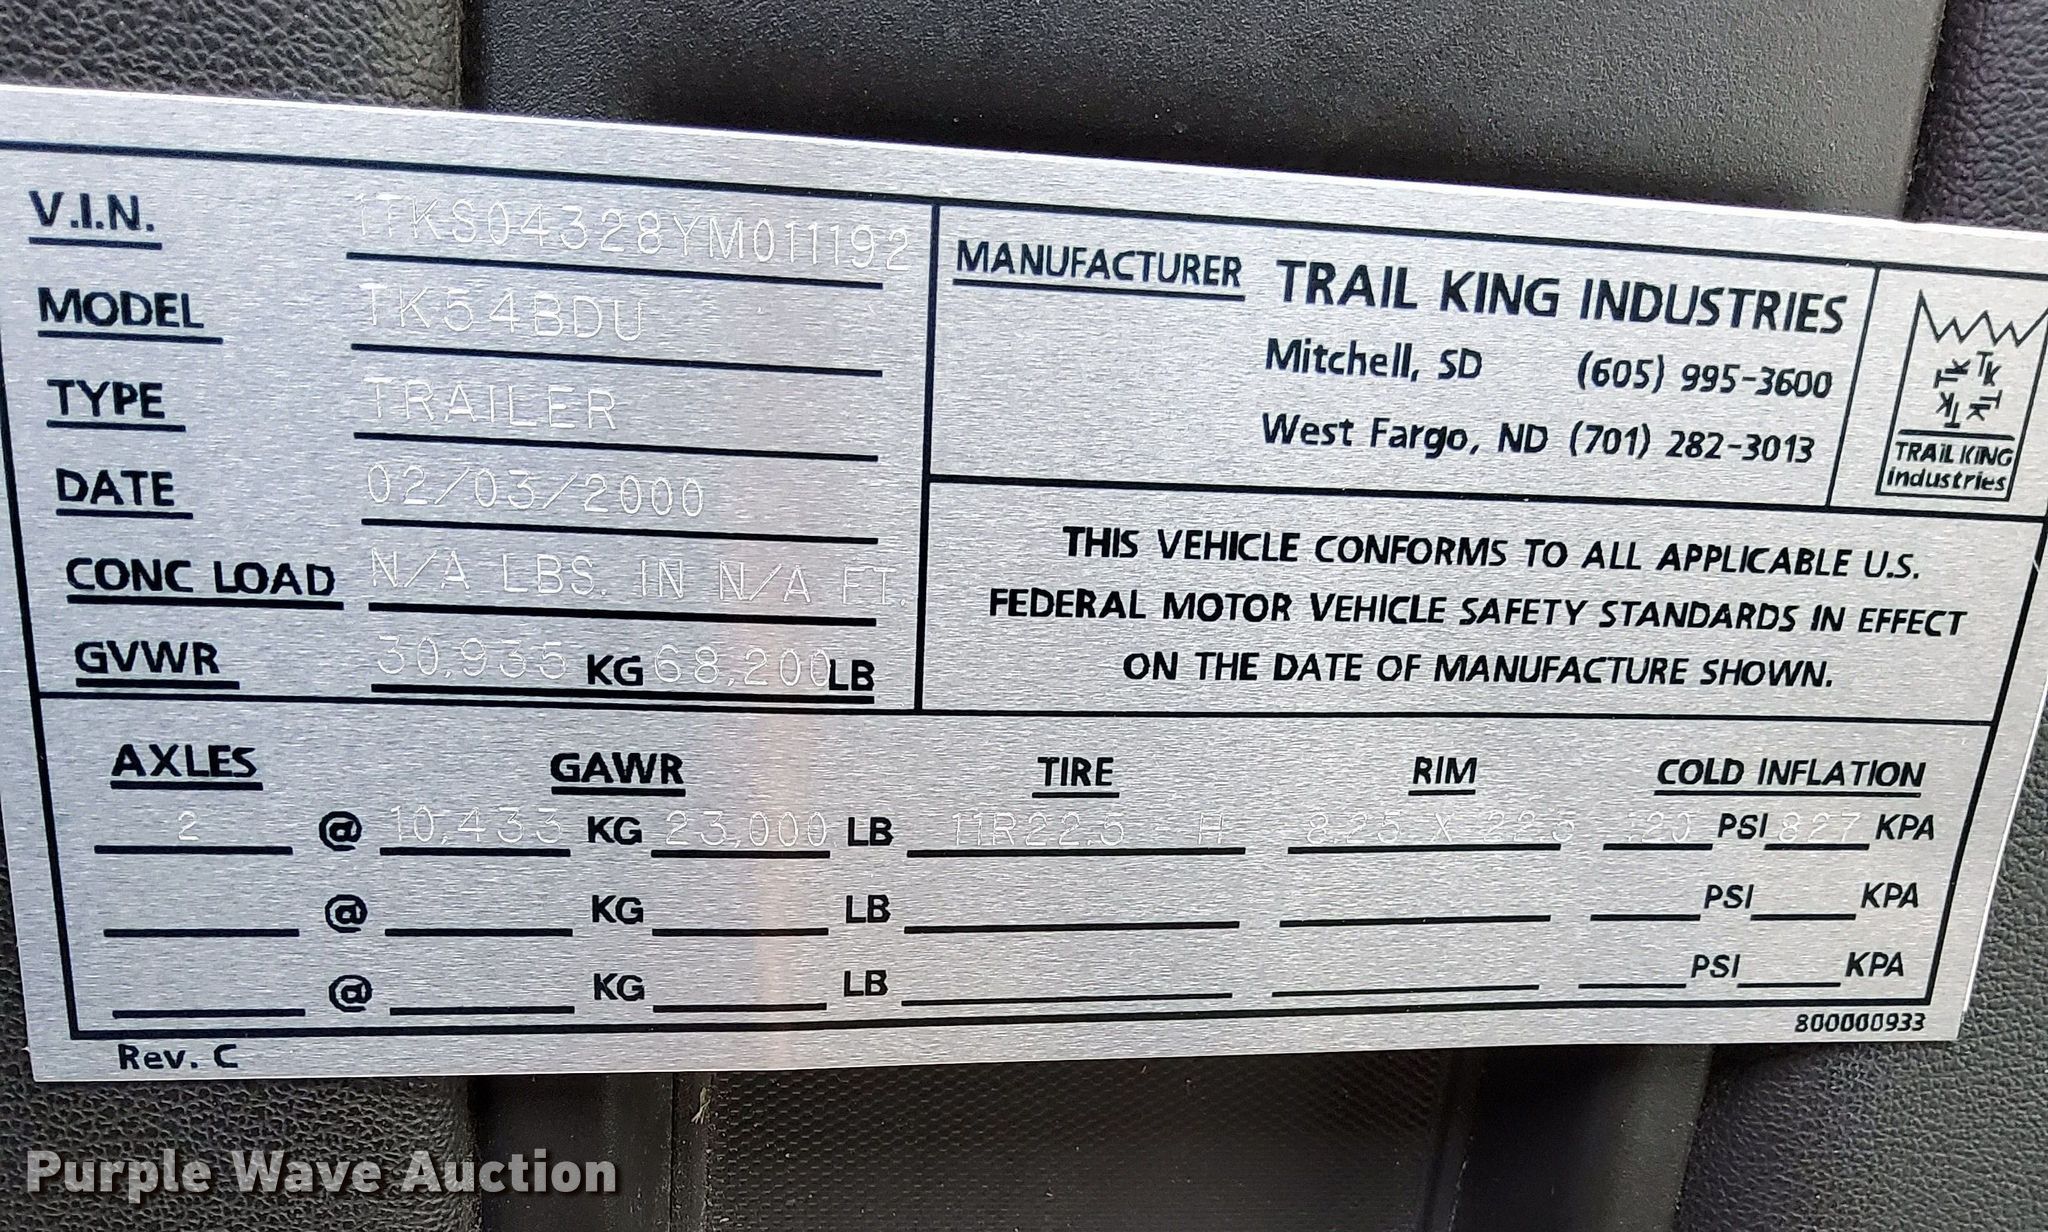 V.I.N. 1TKS04328YM011192
MODEL TK54BDU
TYPE TRAILER
DATE 02/03/2000
CONC LOAD N/A LBS. IN N/A FT.
GVWR 30,935 KG 68,200 LB
MANUFACTURER TRAIL KING INDUSTRIES
Mitchell, SD (605) 995-3600
West Fargo, ND (701) 282-3013
TK TK TK TK
TRAIL KING
industries
THIS VEHICLE CONFORMS TO ALL APPLICABLE U.S.
FEDERAL MOTOR VEHICLE SAFETY STANDARDS IN EFFECT
ON THE DATE OF MANUFACTURE SHOWN.
AXLES GAWR TIRE RIM COLD INFLATION
2 @ 10,433 KG 23,000 LB 11R22.5 H 8.25 X 22.5 120 PSI 827 KPA
@ KG LB PSI KPA
@ KG LB PSI KPA
Rev. C 800000933
Purple Wave Auction